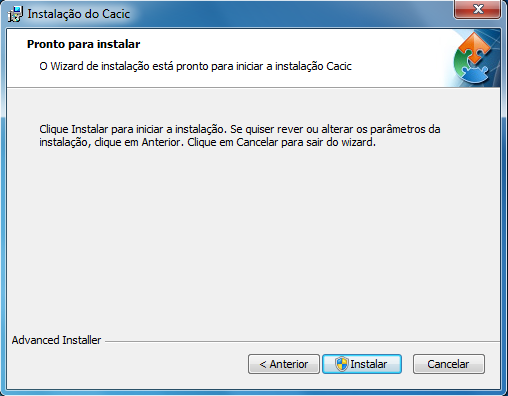 Instalação do Cacic
Pronto para instalar
O Wizard de instalação está pronto para iniciar a instalação Cacic
Clique Instalar para iniciar a instalação. Se quiser rever ou alterar os parâmetros da
instalação, clique em Anterior. Clique em Cancelar para sair do wizard.
Advanced Installer
< Anterior
Instalar
Cancelar